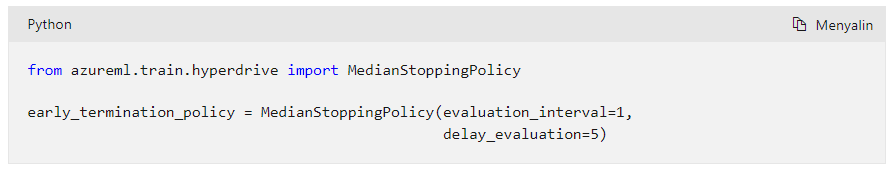 Python Menyalin
from azureml.train.hyperdrive import MedianStoppingPolicy
early_termination_policy = MedianStoppingPolicy(evaluation_interval=1,
delay_evaluation=5)